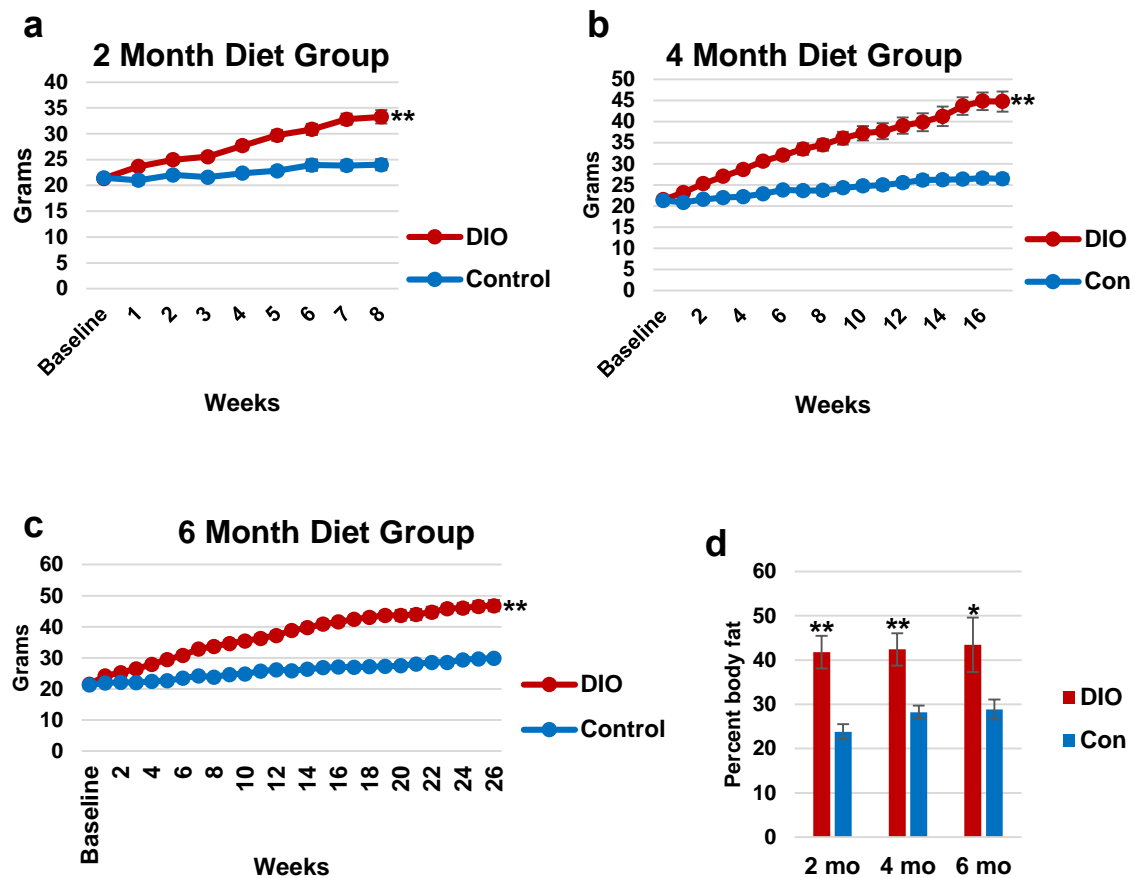 a
2 Month Diet Group
40
35
30
25
20
15
10
5
0
Grams
**
DIO
Control
Baseline 1 2 3 4 5 6 7 8
Weeks
b
4 Month Diet Group
50
45
40
35
30
25
20
15
10
5
0
Grams
**
DIO
Con
Baseline 2 4 6 8 10 12 14 16
Weeks
c
6 Month Diet Group
60
50
40
30
20
10
0
Grams
**
DIO
Control
Baseline 2 4 6 8 10 12 14 16 18 20 22 24 26
Weeks
d
60
50
40
30
20
10
0
Percent body fat
** ** *
DIO
Con
2 mo 4 mo 6 mo